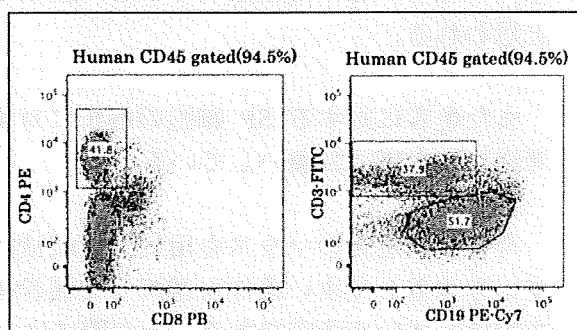 Human CD45 gated(94.5%)
Human CD45 gated(94.5%)
10⁵
10⁴
10³
10²
0
CD4 PE
41.8
0 10² 10³ 10⁴ 10⁵
CD8 PB
10⁵
10⁴
10³
10²
0
CD3 FITC
37.9
51.7
0 10² 10³ 10⁴ 10⁵
CD19 PE-Cy7